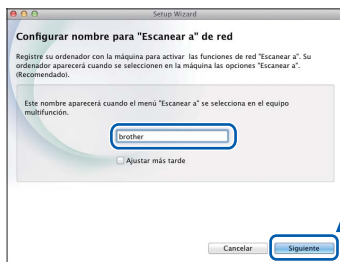 Setup Wizard
Configurar nombre para "Escanear a" de red
Registre su ordenador con la máquina para activar las funciones de red "Escanear a". Su
ordenador aparecerá cuando se seleccionen en la máquina las opciones "Escanear a".
(Recomendado).
Este nombre aparecerá cuando el menú "Escanear a" se selecciona en el equipo
multifunción.
brother
Ajustar más tarde
Cancelar
Siguiente